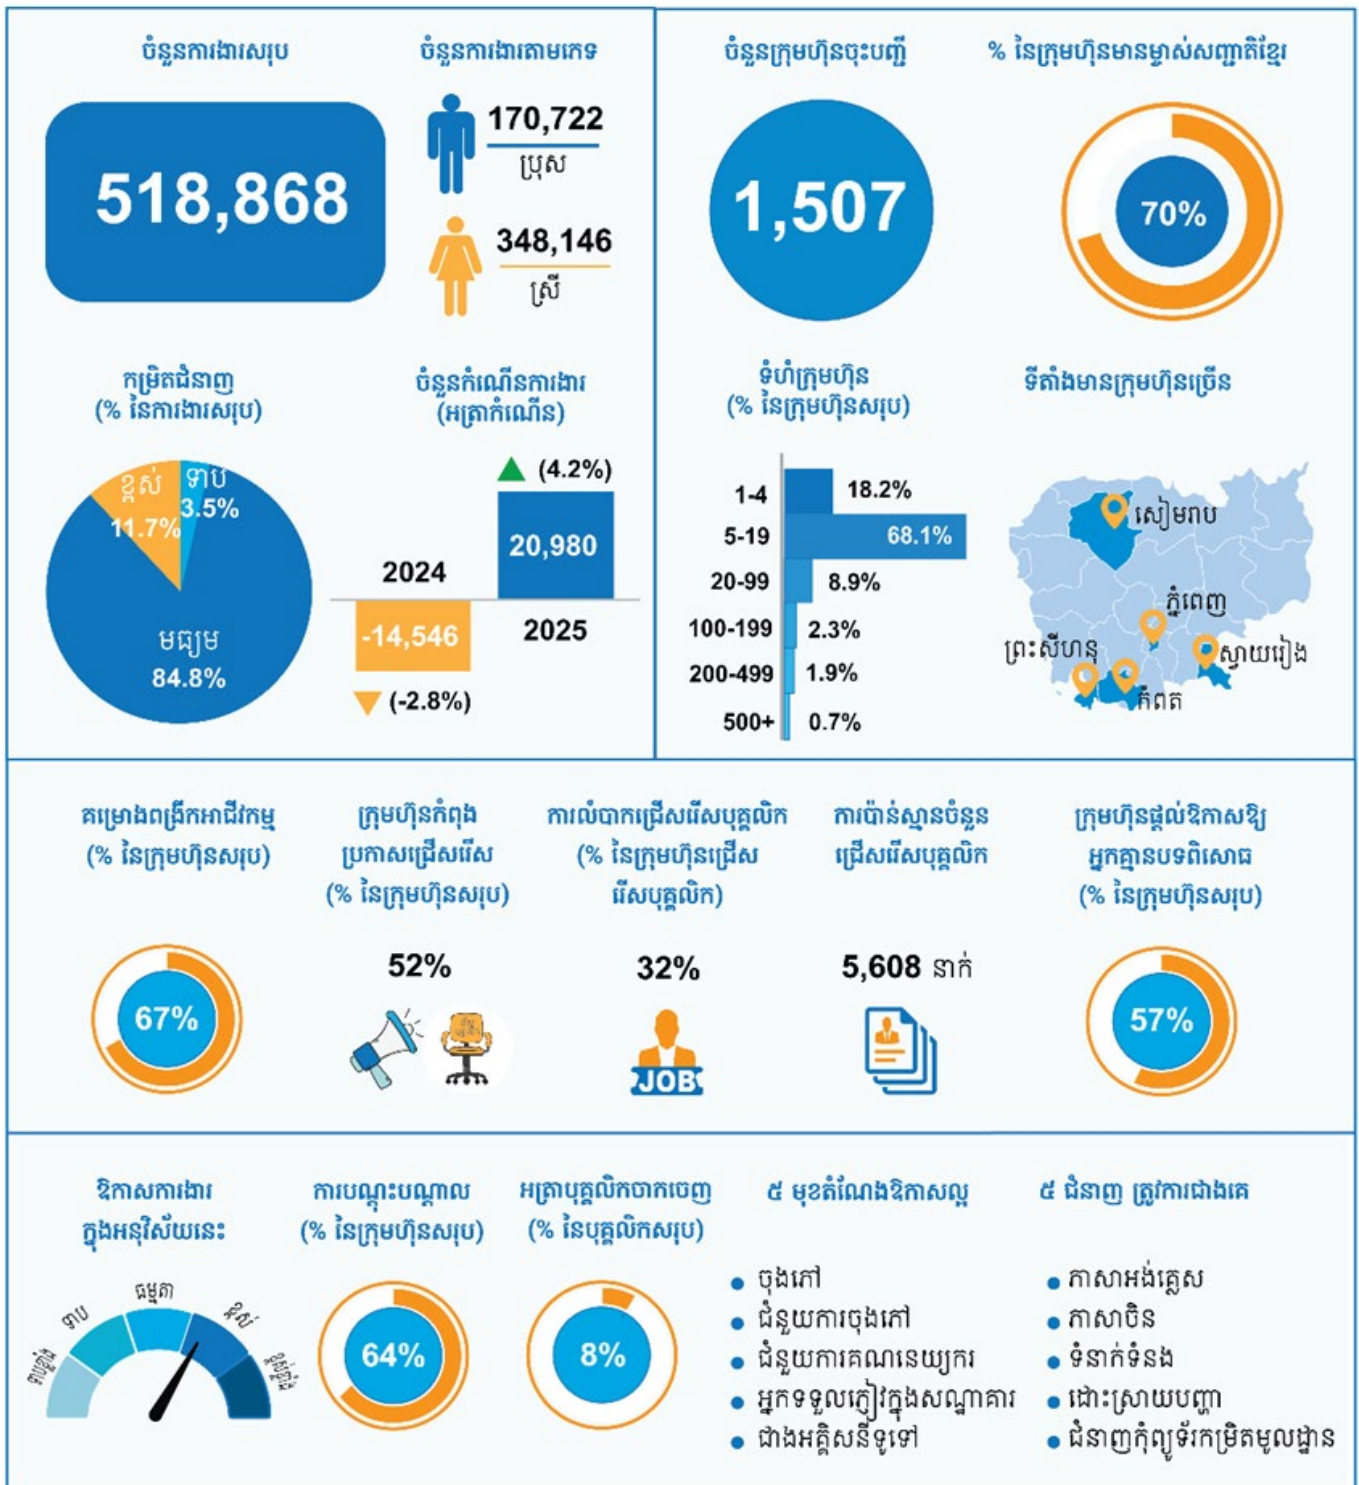 ចំនួនការងារសរុប
518,868
ចំនួនការងារតាមភេទ
170,722
ប្រុស
348,146
ស្រី
ចំនួនក្រុមហ៊ុនចុះបញ្ជី
1,507
% នៃក្រុមហ៊ុនមានម្ចាស់សញ្ជាតិខ្មែរ
70%
កម្រិតជំនាញ
(% នៃការងារសរុប)
ខ្ពស់
11.7%
ទាប
3.5%
មធ្យម
84.8%
ចំនួនកំណើនការងារ
(អត្រាកំណើន)
(4.2%)
20,980
2024
2025
-14,546
(-2.8%)
ទំហំក្រុមហ៊ុន
(% នៃក្រុមហ៊ុនសរុប)
1-4 18.2%
5-19 68.1%
20-99 8.9%
100-199 2.3%
200-499 1.9%
500+ 0.7%
ទីតាំងមានក្រុមហ៊ុនច្រើន
សៀមរាប
ភ្នំពេញ
ព្រះសីហនុ
ស្វាយរៀង
កំពត
គម្រោងពង្រីកអាជីវកម្ម
(% នៃក្រុមហ៊ុនសរុប)
67%
ក្រុមហ៊ុនកំពុង
ប្រកាសជ្រើសរើស
(% នៃក្រុមហ៊ុនសរុប)
52%
ការលំបាកជ្រើសរើសបុគ្គលិក
(% នៃក្រុមហ៊ុនជ្រើស
រើសបុគ្គលិក)
32%
JOB
ការប៉ាន់ស្មានចំនួន
ជ្រើសរើសបុគ្គលិក
5,608 នាក់
ក្រុមហ៊ុនផ្តល់ឱកាសឱ្យ
អ្នកគ្មានបទពិសោធ
(% នៃក្រុមហ៊ុនសរុប)
57%
ឱកាសការងារ
ក្នុងអនុវិស័យនេះ
ទាបខ្លាំង
ទាប
ធម្មតា
ខ្ពស់
ខ្ពស់ខ្លាំង
ការបណ្តុះបណ្តាល
(% នៃក្រុមហ៊ុនសរុប)
64%
អត្រាបុគ្គលិកចាកចេញ
(% នៃបុគ្គលិកសរុប)
8%
៥ មុខតំណែងឱកាសល្អ
ចុងភៅ
ជំនួយការចុងភៅ
ជំនួយការគណនេយ្យករ
អ្នកទទួលភ្ញៀវក្នុងសណ្ឋាគារ
ជាងអគ្គិសនីទូទៅ
៥ ជំនាញ ត្រូវការជាងគេ
ភាសាអង់គ្លេស
ភាសាចិន
ទំនាក់ទំនង
ដោះស្រាយបញ្ហា
ជំនាញកុំព្យូទ័រកម្រិតមូលដ្ឋាន